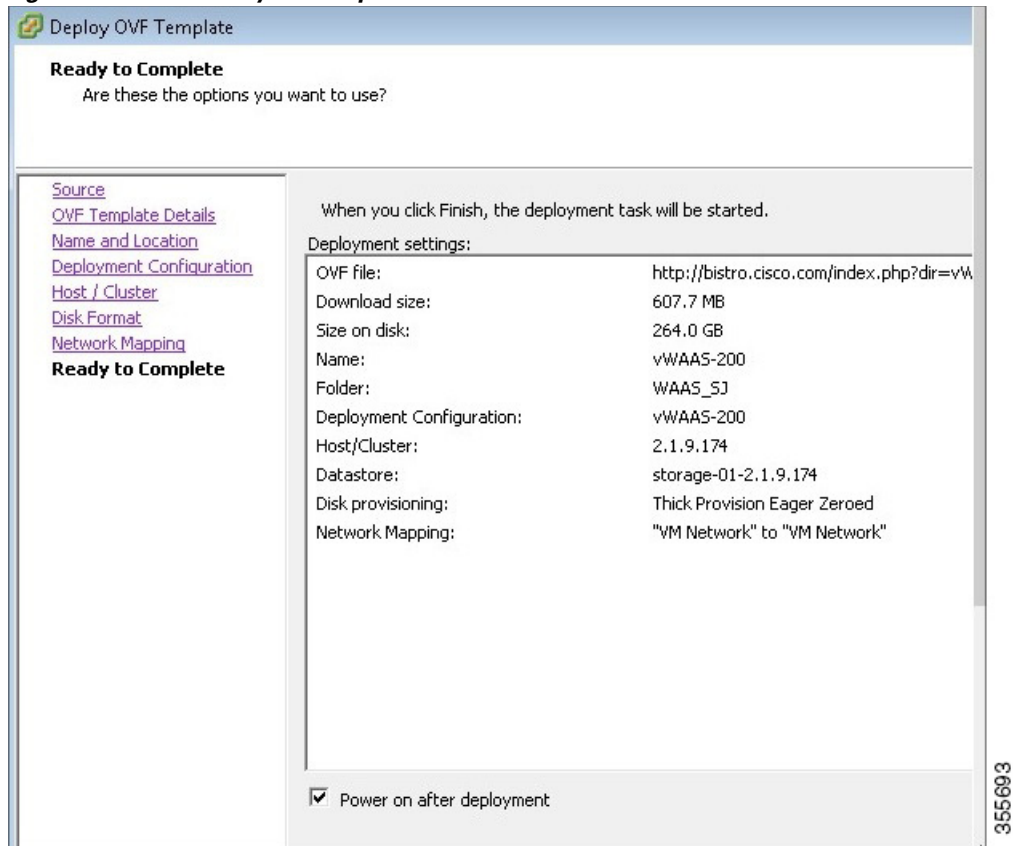 Deploy OVF Template
Ready to Complete
Are these the options you want to use?
Source
OVF Template Details
Name and Location
Deployment Configuration
Host / Cluster
Disk Format
Network Mapping
Ready to Complete
When you click Finish, the deployment task will be started.
Deployment settings:
OVF file: http://bistro.cisco.com/index.php?dir=vW
Download size: 607.7 MB
Size on disk: 264.0 GB
Name: vWAAS-200
Folder: WAAS_SJ
Deployment Configuration: vWAAS-200
Host/Cluster: 2.1.9.174
Datastore: storage-01-2.1.9.174
Disk provisioning: Thick Provision Eager Zeroed
Network Mapping: "VM Network" to "VM Network"
Power on after deployment
355693